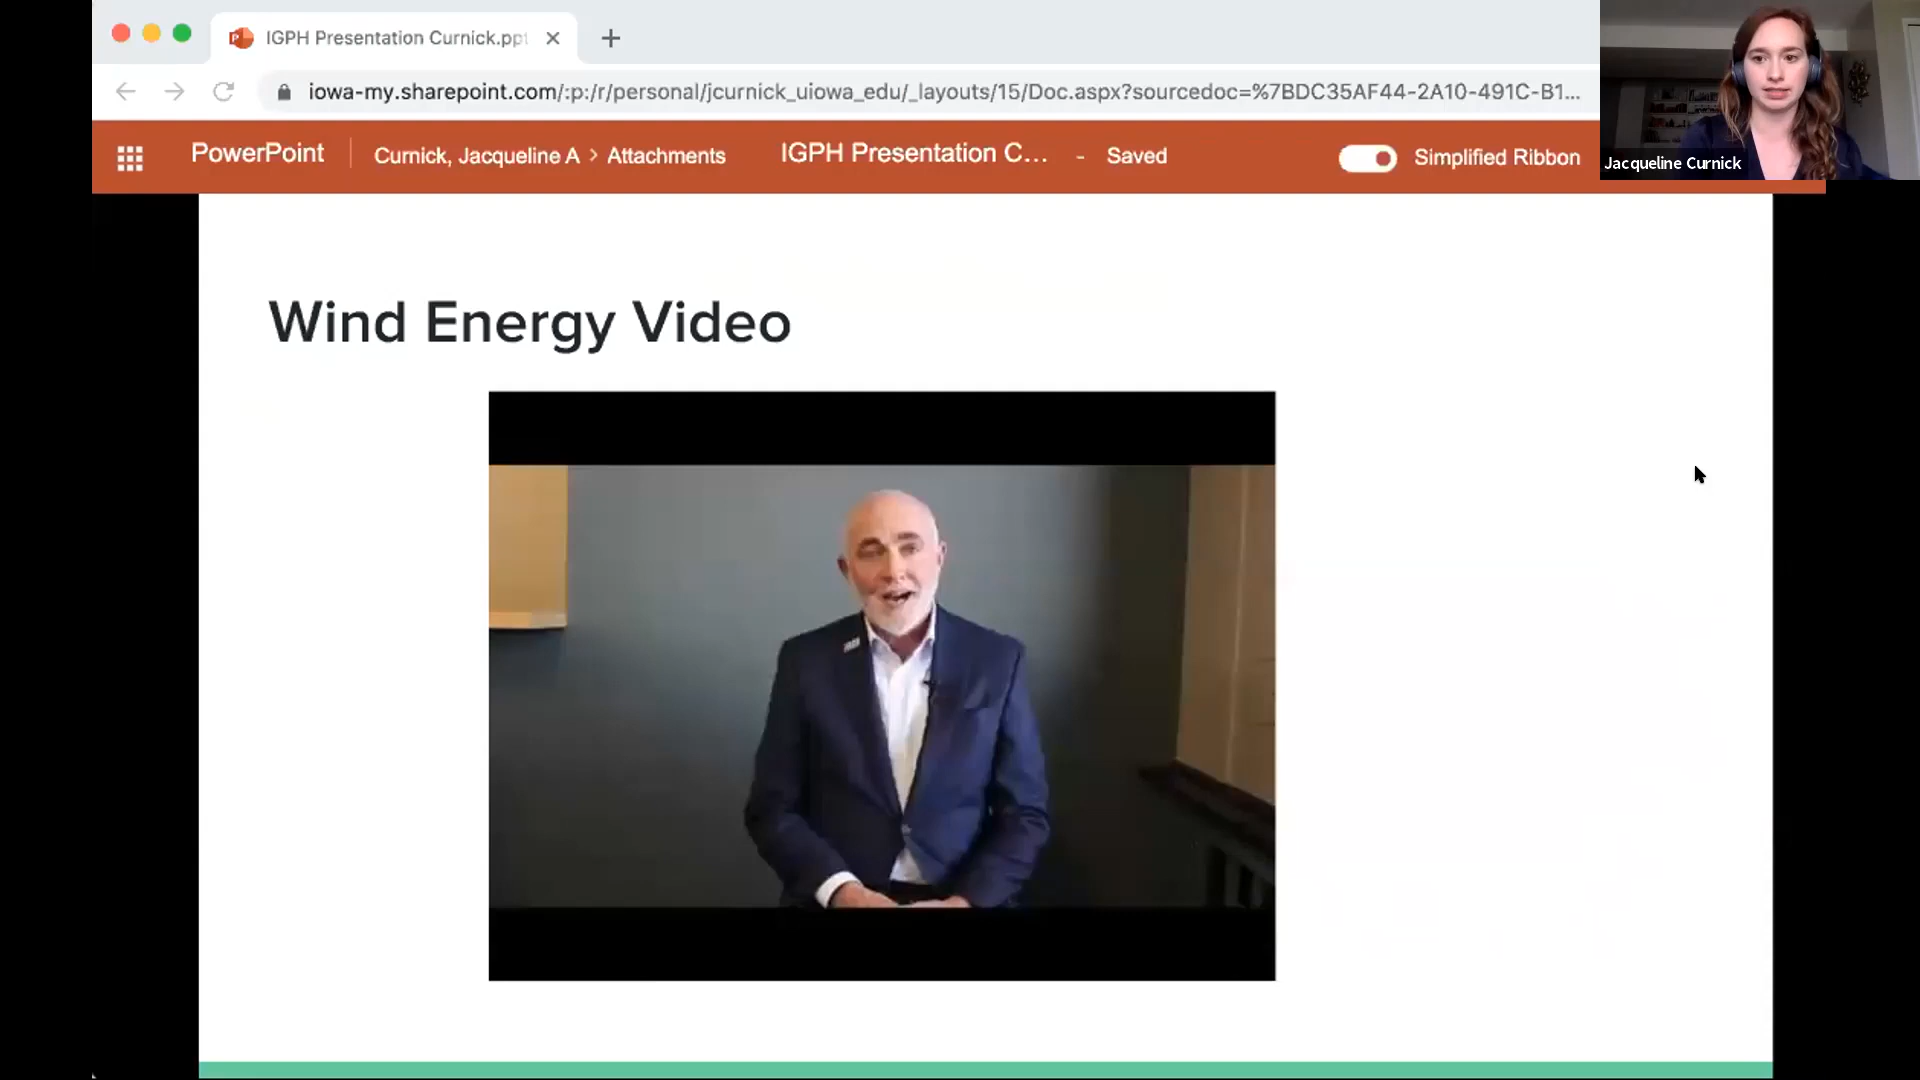 IGPH Presentation Curnick.ppt
iowa-my.sharepoint.com/:p:/r/personal/jcurnick_uiowa_edu/_layouts/15/Doc.aspx?sourcedoc=%7BDC35AF44-2A10-491C-B1...
PowerPoint Curnick, Jacqueline A > Attachments IGPH Presentation C... - Saved Simplified Ribbon
Jacqueline Curnick
Wind Energy Video